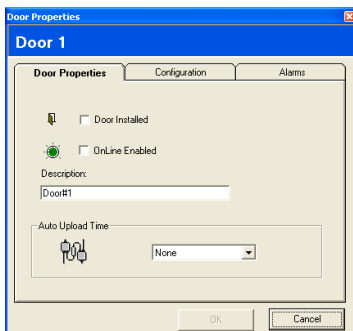 Door Properties
Door 1
Door Properties Configuration Alarms
Door Installed
OnLine Enabled
Description:
Door#1
Auto Upload Time
None
OK Cancel